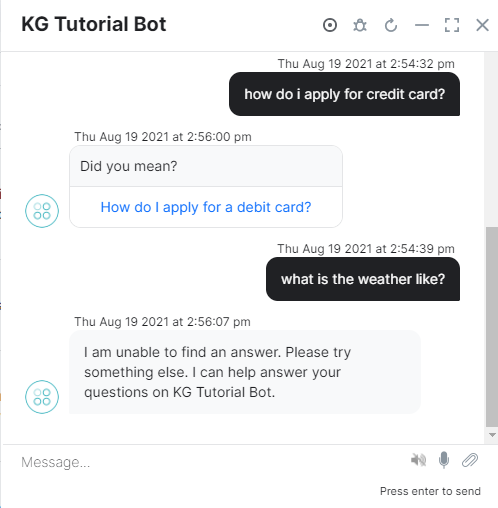 KG Tutorial Bot
Thu Aug 19 2021 at 2:54:32 pm
how do i apply for credit card?
Thu Aug 19 2021 at 2:56:00 pm
Did you mean?
How do I apply for a debit card?
Thu Aug 19 2021 at 2:54:39 pm
what is the weather like?
Thu Aug 19 2021 at 2:56:07 pm
I am unable to find an answer. Please try
something else. I can help answer your
questions on KG Tutorial Bot.
Message...
Press enter to send